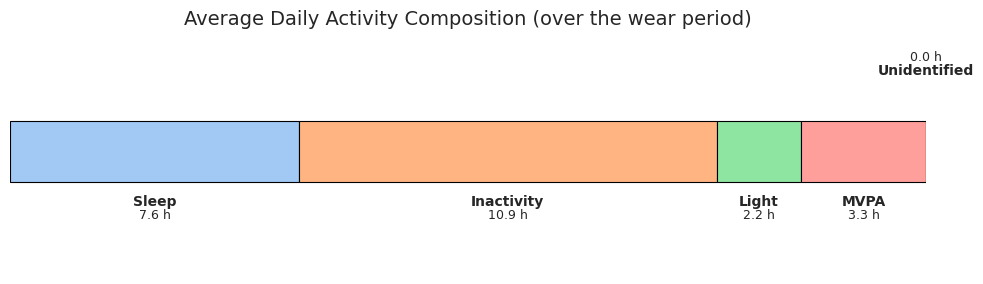 Average Daily Activity Composition (over the wear period)
0.0 h
Unidentified
Sleep
7.6 h
Inactivity
10.9 h
Light
2.2 h
MVPA
3.3 h